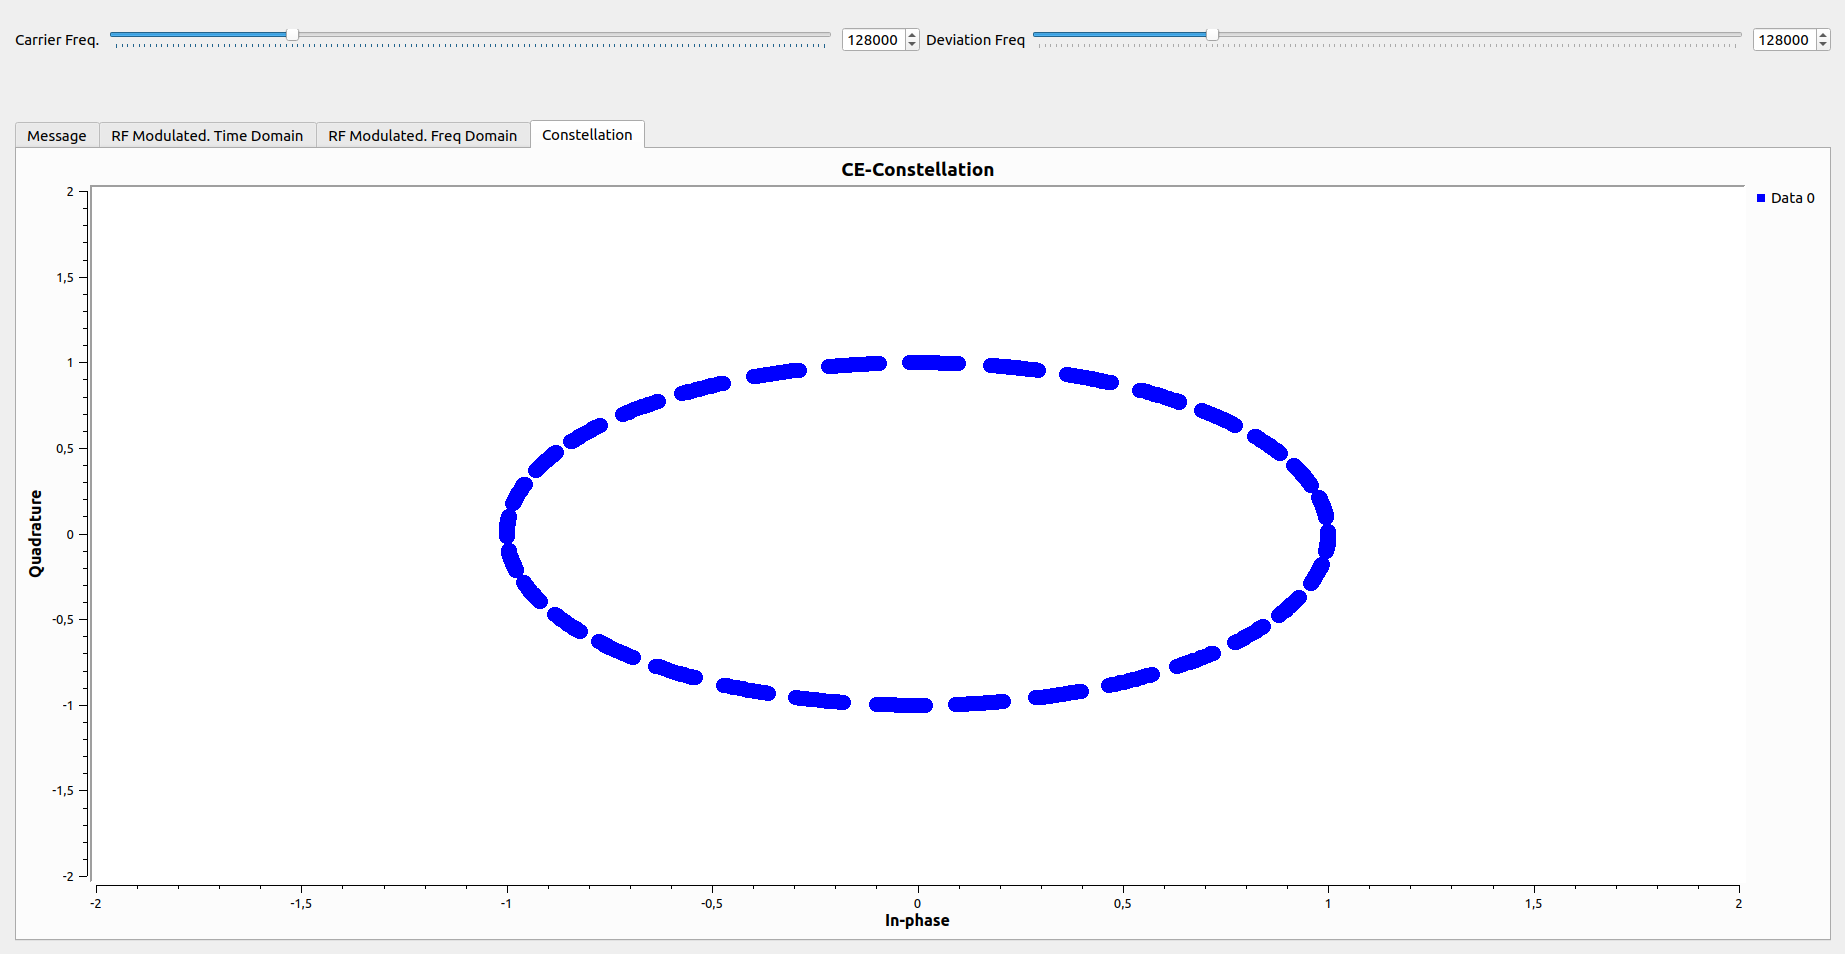 Carrier Freq. 128000 Deviation Freq 128000
Message RF Modulated. Time Domain RF Modulated. Freq Domain Constellation
CE-Constellation
Data 0
Quadrature
2
1,5
1
0,5
0
-0,5
-1
-1,5
-2
-2 -1,5 -1 -0,5 0 0,5 1 1,5 2
In-phase